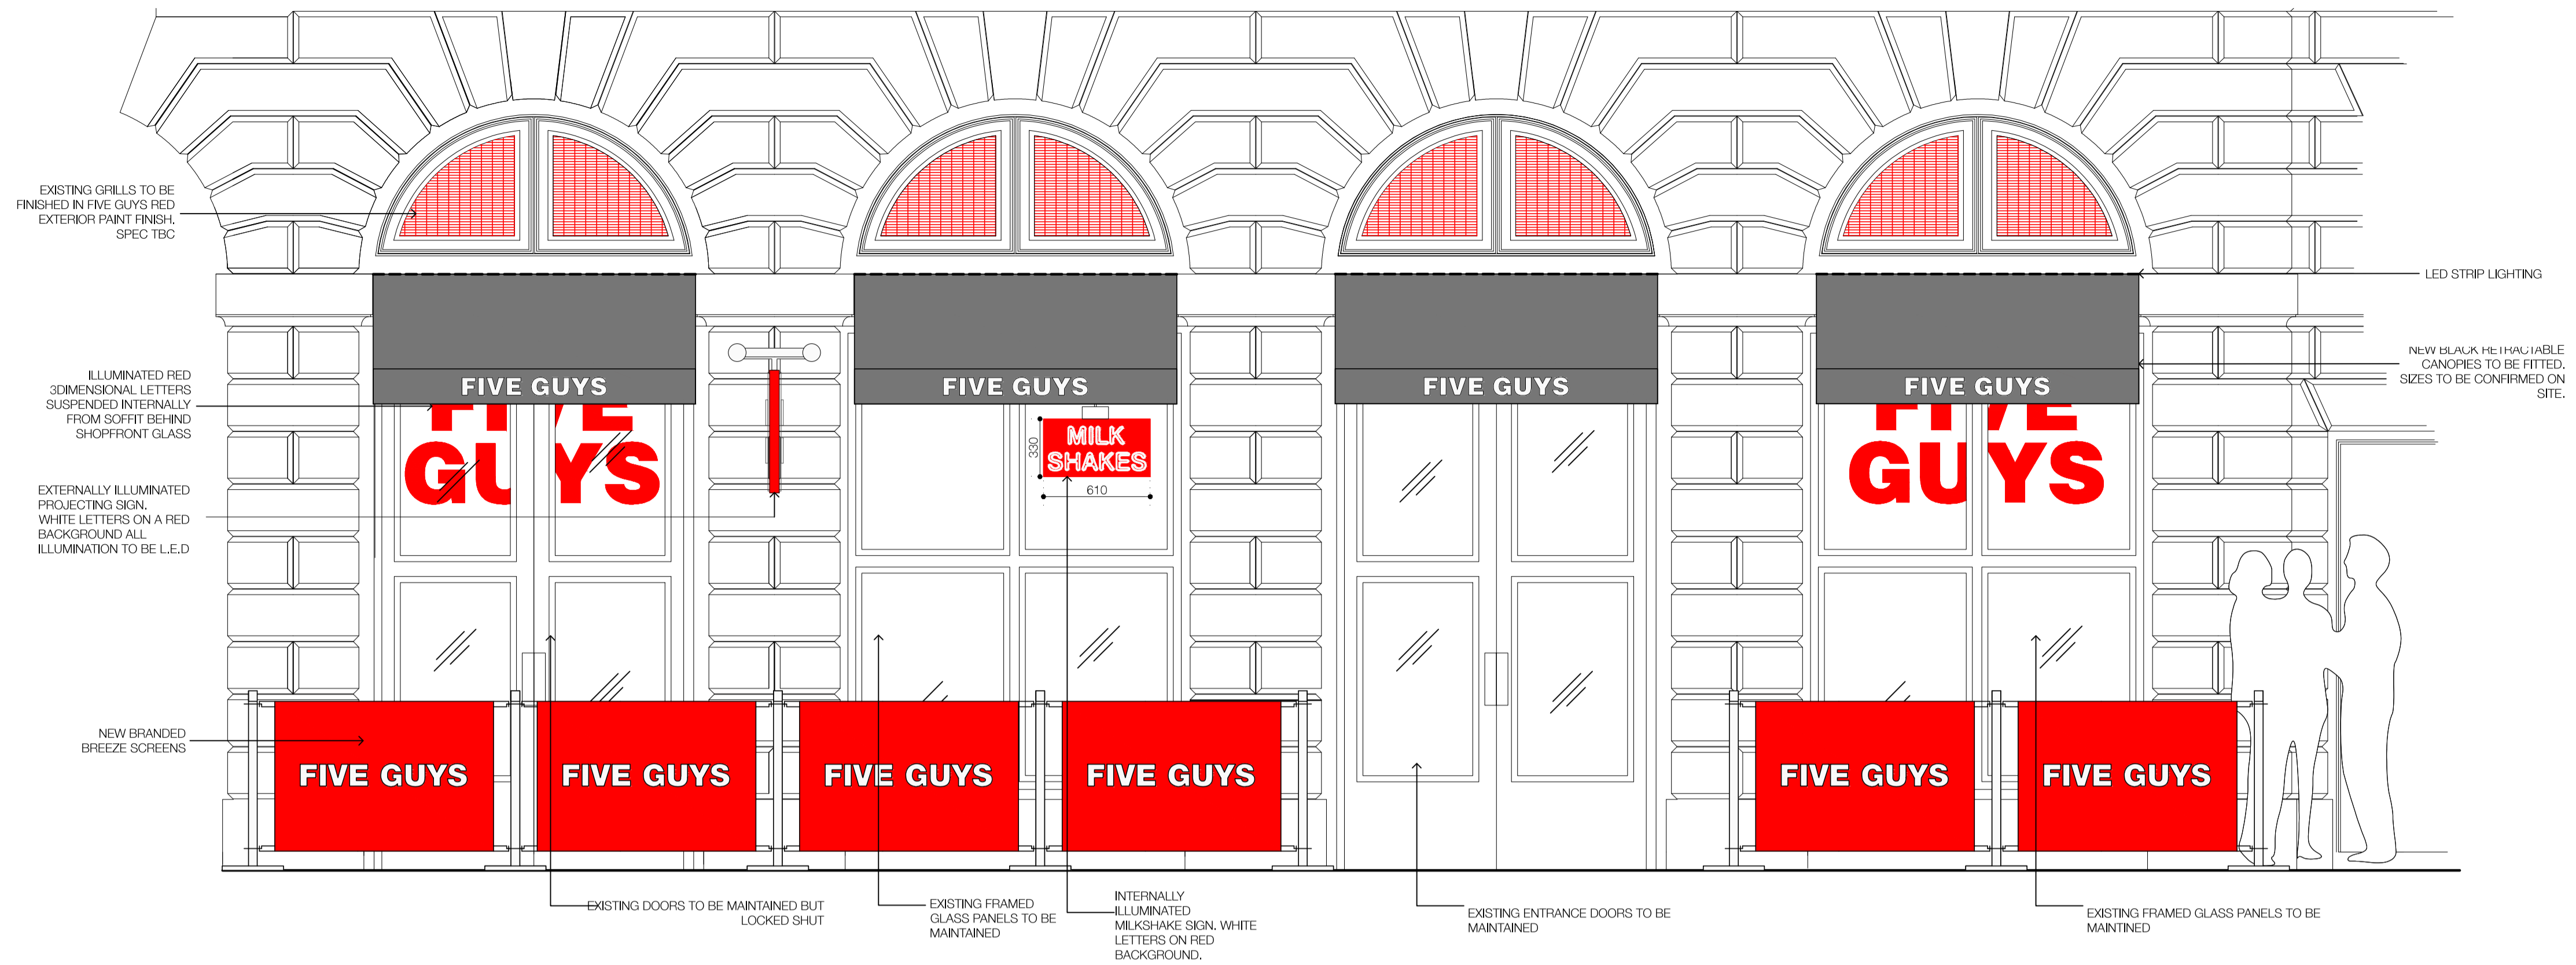 EXISTING GRILLS TO BE
FINISHED IN FIVE GUYS RED
EXTERIOR PAINT FINISH.
SPEC TBC
LED STRIP LIGHTING
NEW BLACK RETRACTABLE
CANOPIES TO BE FITTED.
SIZES TO BE CONFIRMED ON
SITE.
ILLUMINATED RED
3DIMENSIONAL LETTERS
SUSPENDED INTERNALLY
FROM SOFFIT BEHIND
SHOPFRONT GLASS
FIVE GUYS
FIVE GUYS
FIVE GUYS
FIVE GUYS
FIVE
GUYS
MILK
SHAKES
330
610
FIVE
GUYS
EXTERNALLY ILLUMINATED
PROJECTING SIGN.
WHITE LETTERS ON A RED
BACKGROUND ALL
ILLUMINATION TO BE L.E.D
NEW BRANDED
BREEZE SCREENS
FIVE GUYS
FIVE GUYS
FIVE GUYS
FIVE GUYS
FIVE GUYS
FIVE GUYS
EXISTING DOORS TO BE MAINTAINED BUT
LOCKED SHUT
EXISTING FRAMED
GLASS PANELS TO BE
MAINTAINED
INTERNALLY
ILLUMINATED
MILKSHAKE SIGN. WHITE
LETTERS ON RED
BACKGROUND.
EXISTING ENTRANCE DOORS TO BE
MAINTAINED
EXISTING FRAMED GLASS PANELS TO BE
MAINTINED